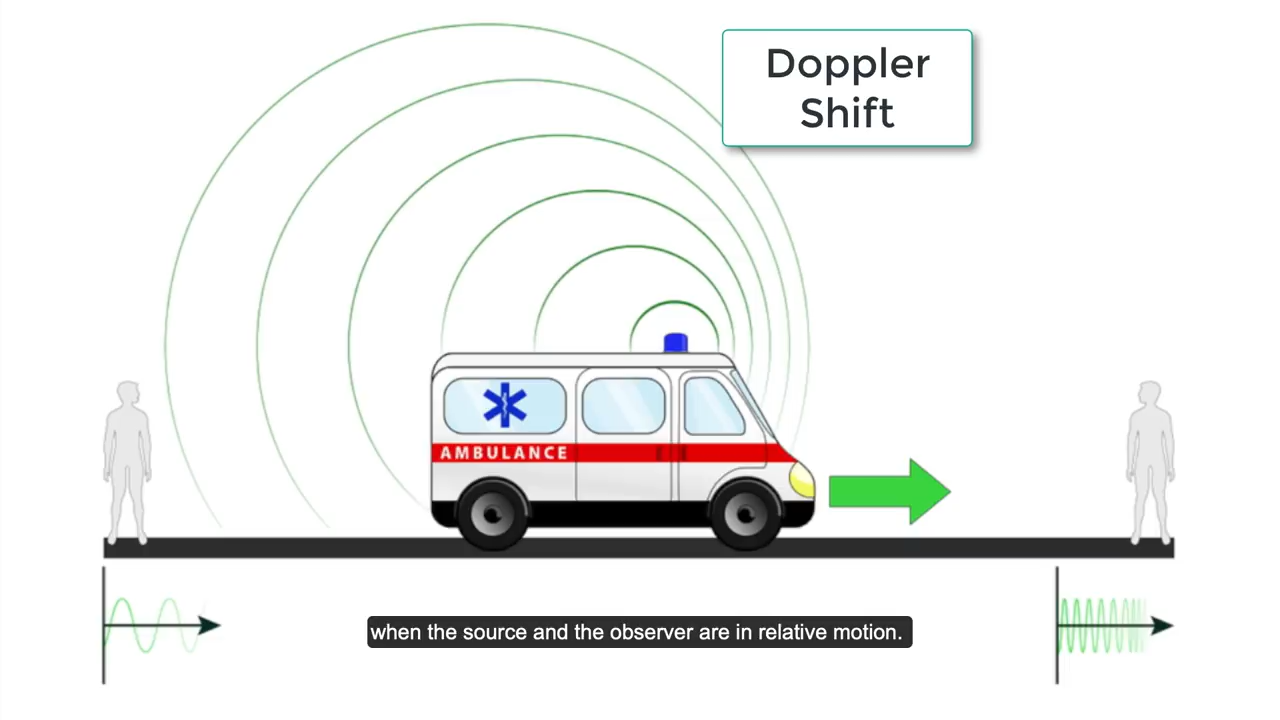 Doppler
Shift
AMBULANCE
when the source and the observer are in relative motion.